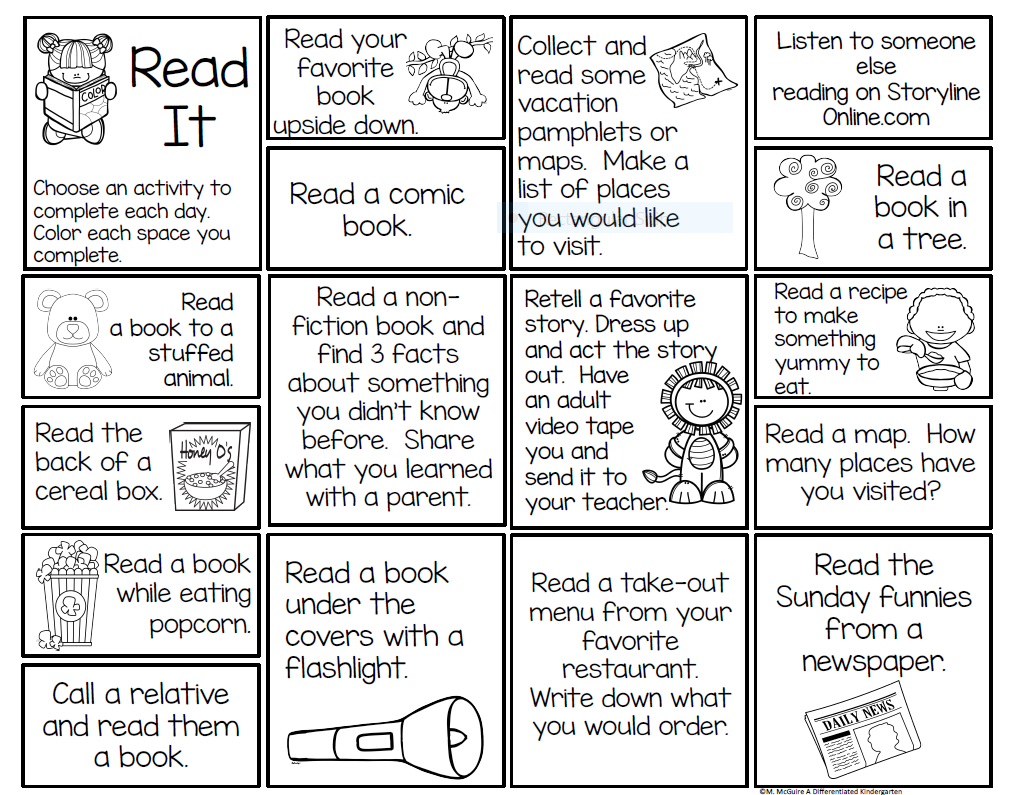 Read
It
Choose an activity to
complete each day.
Color each space you
complete.
COLOR
Read your
favorite
book
upside down.
Read a comic
book.
Collect and
read some
vacation
pamphlets or
maps.  Make a
list of places
you would like
to visit.
Listen to someone
else
reading on Storyline
Online.com
Read a
book in
a tree.
Read
a book to a
stuffed
animal.
Read the
back of a
cereal box.
Honey O's
Read a non-
fiction book and
find 3 facts
about something
you didn't know
before.  Share
what you learned
with a parent.
Retell a favorite
story. Dress up
and act the story
out.  Have
an adult
video tape
you and
send it to
your teacher.
Read a recipe
to make
something
yummy to
eat.
Read a map.  How
many places have
you visited?
Read a book
while eating
popcorn.
Call a relative
and read them
a book.
Read a book
under the
covers with a
flashlight.
Read a take-out
menu from your
favorite
restaurant.
Write down what
you would order.
Read the
Sunday funnies
from a
newspaper.
DAILY NEWS
©M. McGuire A Differentiated Kindergarten